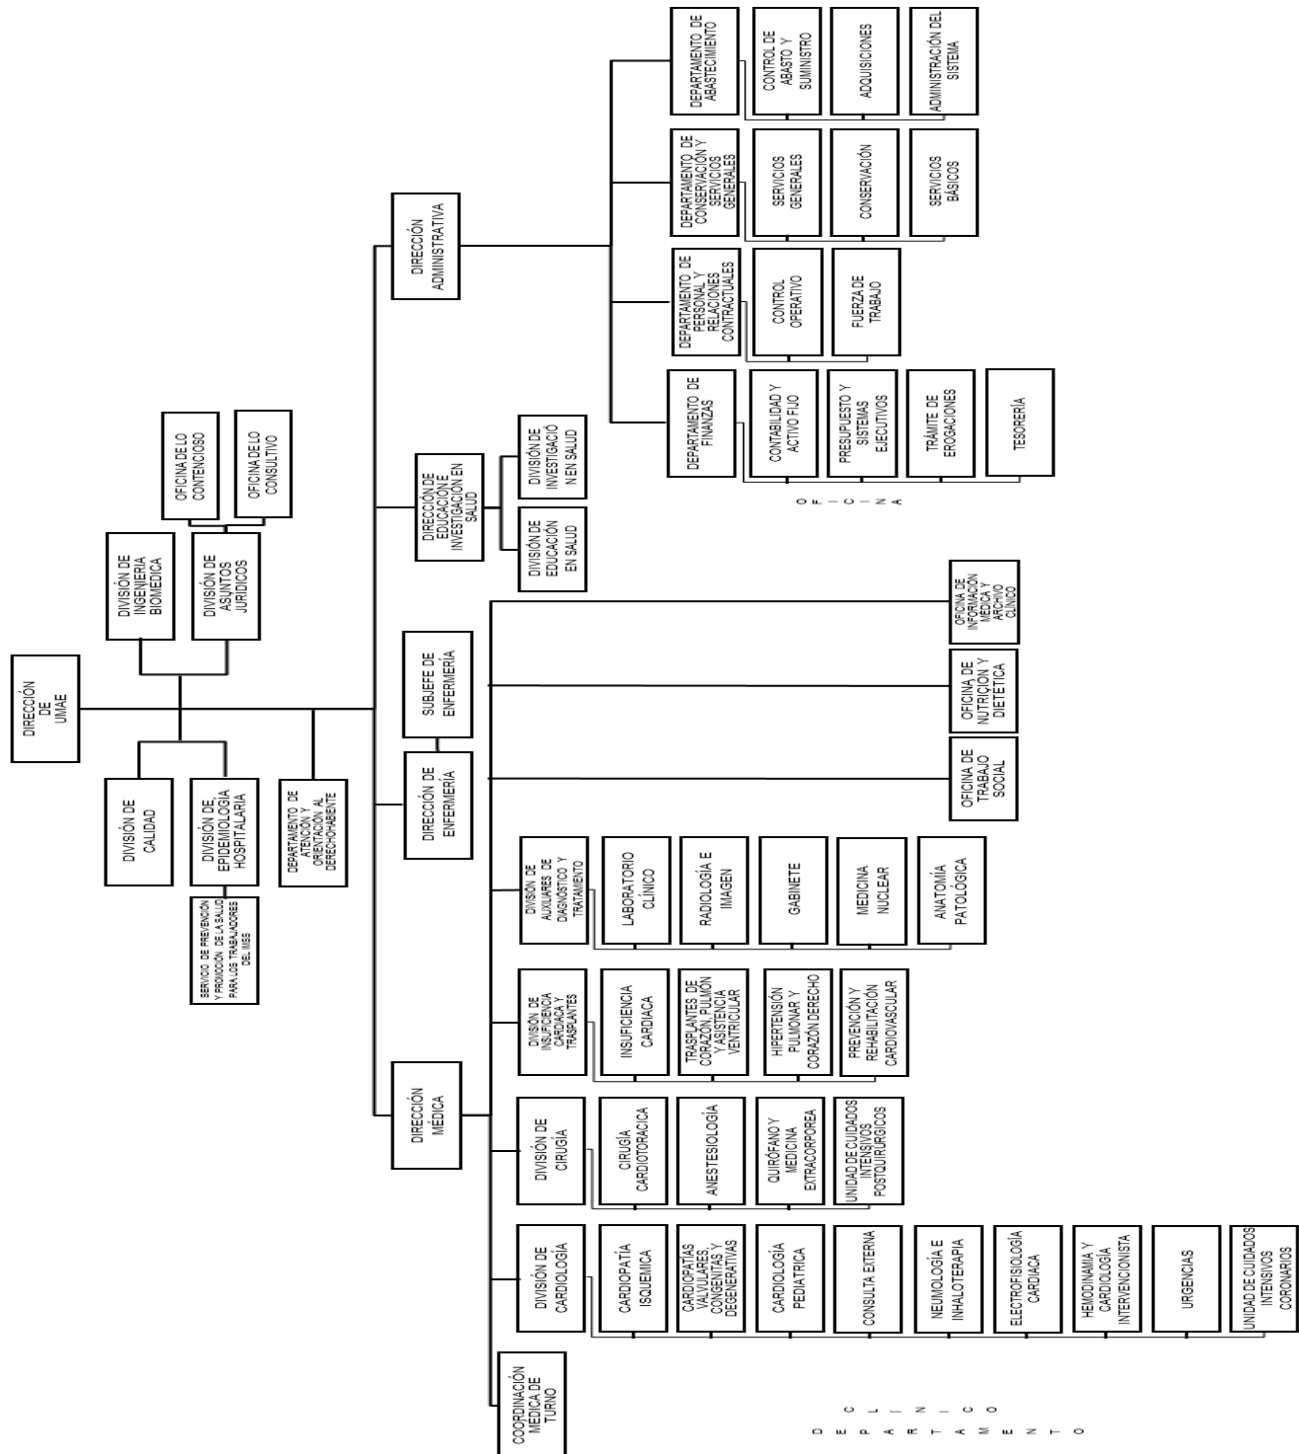 DIRECCIÓN
DE
UMAE
DIVISIÓN DE
CALIDAD
DIVISIÓN DE
INGENIERIA
BIOMEDICA
SERVICIO DE PREVENCIÓN
Y PROMOCIÓN DE LA SALUD
PARA LOS TRABAJADORES
DEL IMSS
DIVISIÓN DE
EPIDEMIOLOGÍA
HOSPITALARIA
DIVISIÓN DE
ASUNTOS
JURÍDICOS
OFICINA DE LO
CONTENCIOSO
OFICINA DE LO
CONSULTIVO
DEPARTAMENTO DE
ATENCIÓN Y
ORIENTACIÓN AL
DERECHOHABIENTE
DIRECCIÓN
MÉDICA
DIRECCIÓN DE
ENFERMERÍA
SUBJEFE DE
ENFERMERÍA
DIRECCIÓN DE
EDUCACIÓN E
INVESTIGACIÓN EN
SALUD
DIRECCIÓN
ADMINISTRATIVA
DIVISIÓN DE
EDUCACIÓN
EN SALUD
DIVISIÓN DE
INVESTIGACIÓ
N EN SALUD
COORDINACIÓN
MEDICA DE
TURNO
DIVISIÓN DE
CARDIOLOGÍA
CARDIOPATÍA
ISQUEMICA
CARDIOPATÍAS
VALVULARES,
CONGENITAS Y
DEGENERATIVAS
CARDIOLOGÍA
PEDIATRICA
CONSULTA EXTERNA
NEUMOLOGÍA E
INHALOTERAPIA
ELECTROFISIOLOGÍA
CARDIACA
HEMODINAMIA Y
CARDIOLOGÍA
INTERVENCIONISTA
URGENCIAS
UNIDAD DE CUIDADOS
INTENSIVOS
CORONARIOS
DIVISIÓN DE
CIRUGÍA
CIRUGÍA
CARDIOTORACICA
ANESTESIOLOGÍA
QUIRÓFANO Y
MEDICINA
EXTRACORPOREA
UNIDAD DE CUIDADOS
INTENSIVOS
POSTQUIRURGICOS
DIVISIÓN DE
INSUFICIENCIA
CARDIACA Y
TRASPLANTES
INSUFICIENCIA
CARDIACA
TRASPLANTES DE
CORAZÓN, PULMÓN
Y ASISTENCIA
VENTRICULAR
HIPERTENSIÓN
PULMONAR Y
CORAZÓN DERECHO
PREVENCIÓN Y
REHABILITACIÓN
CARDIOVASCULAR
DIVISIÓN DE
AUXILIARES DE
DIAGNÓSTICO Y
TRATAMIENTO
LABORATORIO
CLÍNICO
RADIOLOGÍA E
IMAGEN
GABINETE
MEDICINA
NUCLEAR
ANATOMÍA
PATOLÓGICA
OFICINA DE
TRABAJO
SOCIAL
OFICINA DE
NUTRICIÓN Y
DIETÉTICA
OFICINA DE
INFORMACIÓN
MÉDICA Y
ARCHIVO
CLÍNICO
DEPARTAMENTO DE
FINANZAS
CONTABILIDAD Y
ACTIVO FIJO
PRESUPUESTO Y
SISTEMAS
EJECUTIVOS
TRÁMITE DE
EROGACIONES
TESORERÍA
DEPARTAMENTO DE
PERSONAL Y
RELACIONES
CONTRACTUALES
CONTROL
OPERATIVO
FUERZA DE
TRABAJO
DEPARTAMENTO DE
CONSERVACIÓN Y
SERVICIOS
GENERALES
SERVICIOS
GENERALES
CONSERVACIÓN
SERVICIOS
BÁSICOS
DEPARTAMENTO DE
ABASTECIMIENTO
CONTROL DE
ABASTO Y
SUMINISTRO
ADQUISICIONES
ADMINISTRACIÓN DEL
SISTEMA
DEPARTAMENTO
CLINICO
OFICINA